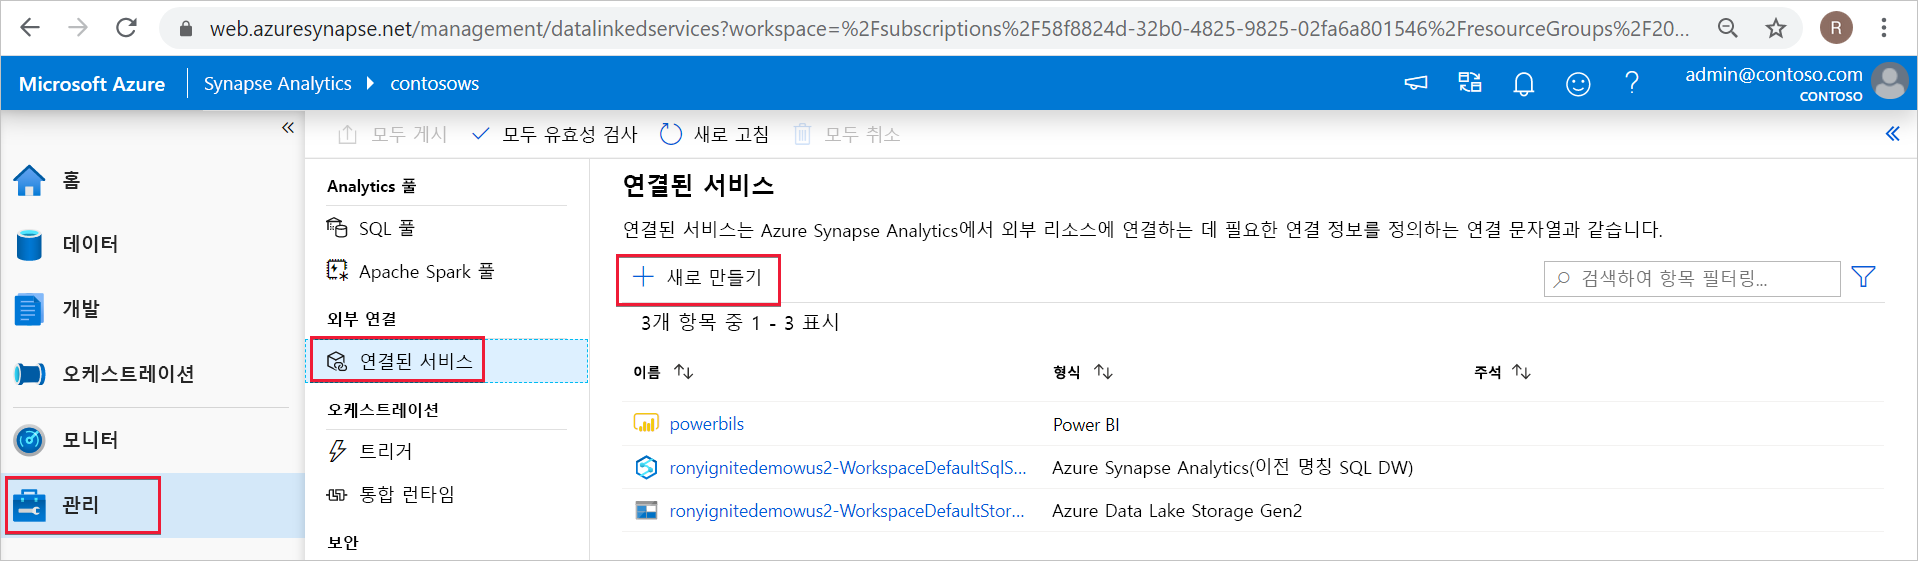 web.azuresynapse.net/management/datalinkedservices?workspace=%2Fsubscriptions%2F58f8824d-32b0-4825-9825-02fa6a801546%2FresourceGroups%2F20...
R
Microsoft Azure
Synapse Analytics
contosows
?
admin@contoso.com
CONTOSO
«
홈
데이터
개발
오케스트레이션
모니터
관리
모두 게시
모두 유효성 검사
새로 고침
모두 취소
«
Analytics 풀
SQL 풀
Apache Spark 풀
외부 연결
연결된 서비스
오케스트레이션
트리거
통합 런타임
보안
연결된 서비스
연결된 서비스는 Azure Synapse Analytics에서 외부 리소스에 연결하는 데 필요한 연결 정보를 정의하는 연결 문자열과 같습니다.
+ 새로 만들기
검색하여 항목 필터링...
3개 항목 중 1 - 3 표시
이름 형식 주석
powerbils Power BI
ronyignitedemowus2-WorkspaceDefaultSqlS... Azure Synapse Analytics(이전 명칭 SQL DW)
ronyignitedemowus2-WorkspaceDefaultStor... Azure Data Lake Storage Gen2